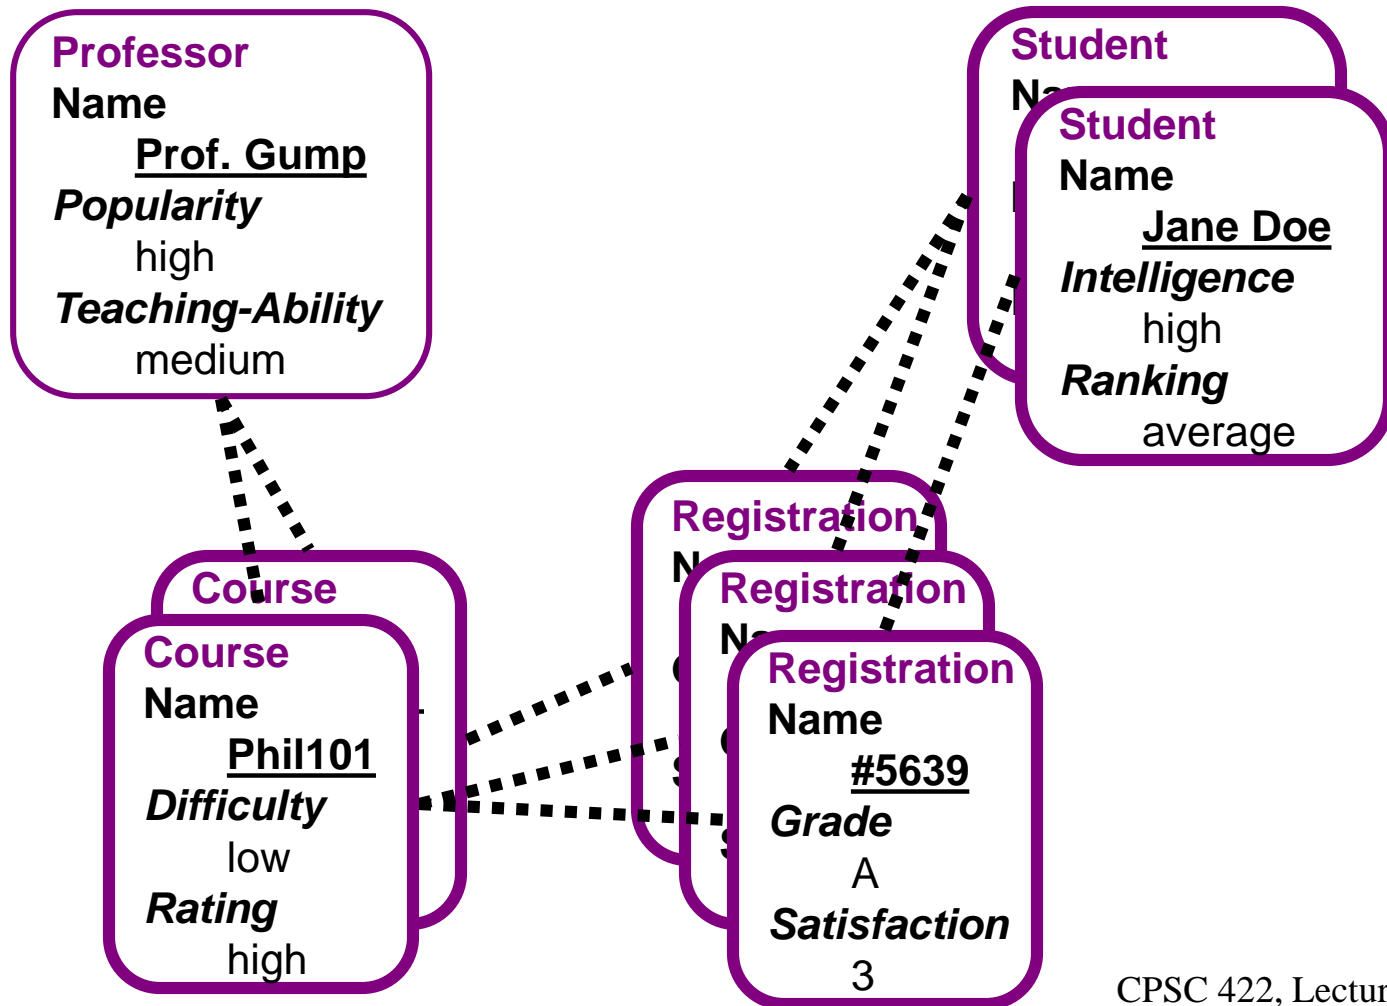 Professor
Name
Prof. Gump
Popularity
high
Teaching-Ability
medium
Student
Student
Name
Jane Doe
Intelligence
high
Ranking
average
Course
Course
Name
Phil101
Difficulty
low
Rating
high
Registration
Registration
Registration
Name
#5639
Grade
A
Satisfaction
3
CPSC 422,